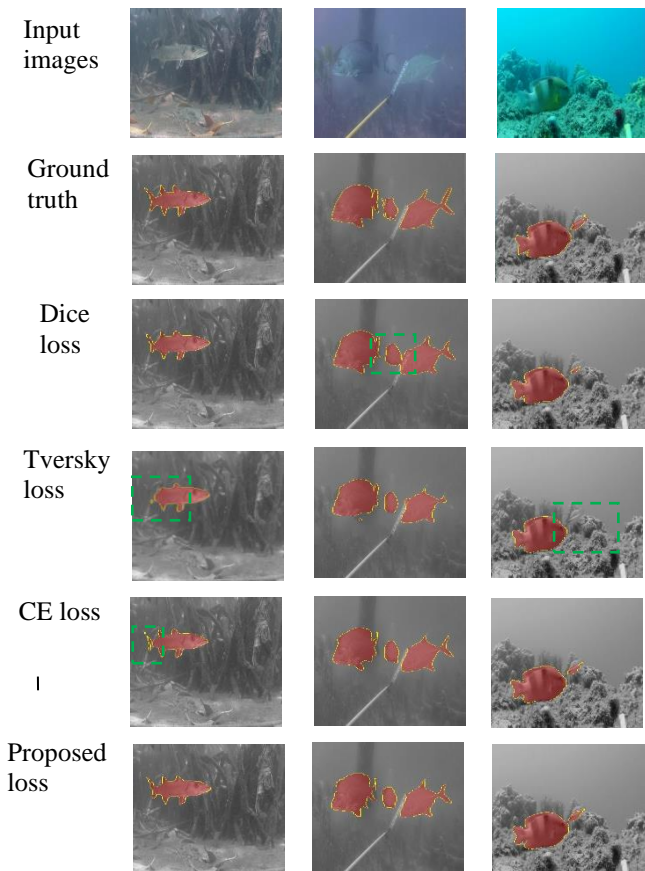 Input
images
Ground
truth
Dice
loss
Tversky
loss
CE loss
Proposed
loss